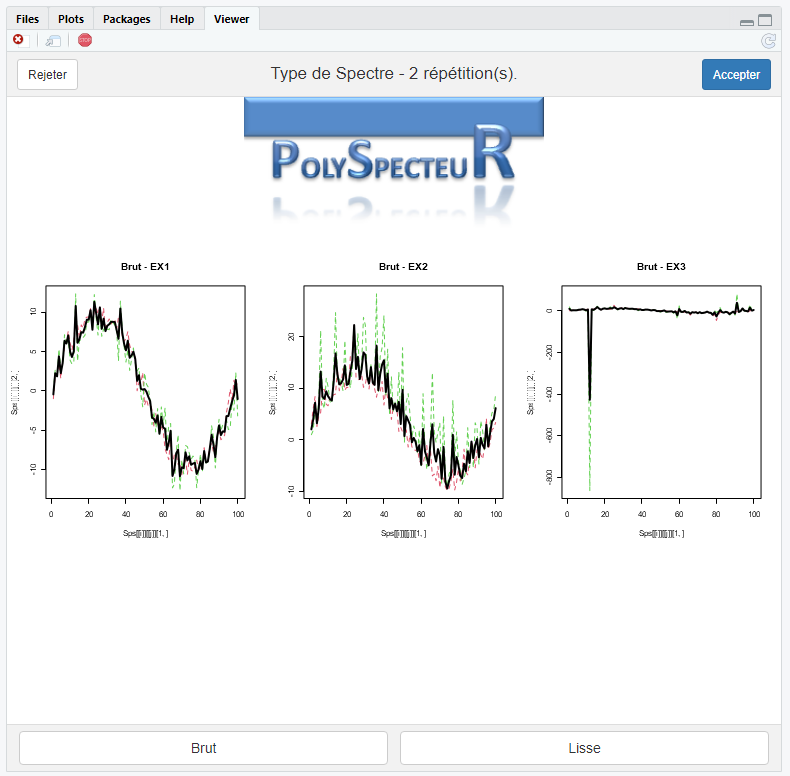 Files Plots Packages Help Viewer
STOP
Rejeter Type de Spectre - 2 répétition(s). Accepter
POLYSPECTEUR
Brut - EX1 Brut - EX2 Brut - EX3
10
5
0
-5
-10
0 20 40 60 80 100
Sps[[i]][[j]][1, ]
20
10
0
-10
0 20 40 60 80 100
Sps[[i]][[j]][1, ]
0
-200
-400
-600
-800
0 20 40 60 80 100
Sps[[i]][[j]][1, ]
Brut Lisse